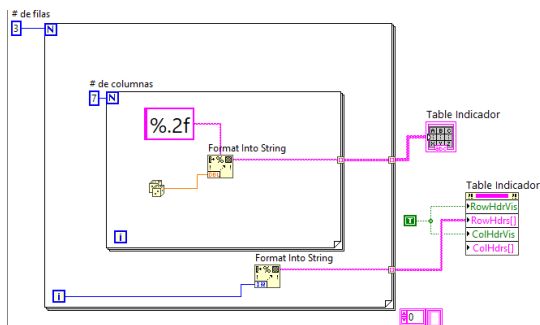 # de filas
3
N
# de columnas
7
N
%.2f
Format Into String
Table Indicador
Table Indicador
RowHdrVis
RowHdrs[]
ColHdrVis
ColHdrs[]
T
i
Format Into String
i
0